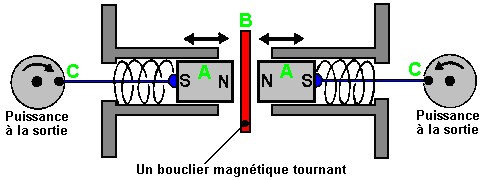 B
C
S
A
N
N
A
S
C
Puissance
à la sortie
Puissance
à la sortie
Un bouclier magnétique tournant